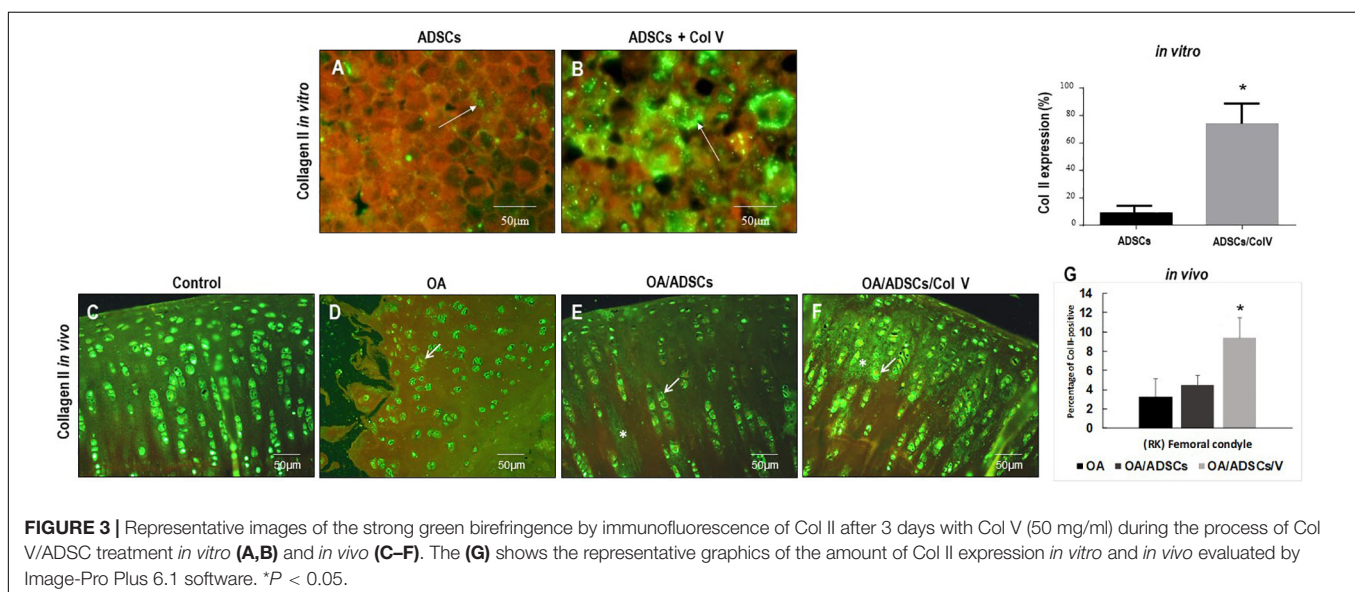 ADSCs
ADSCs + Col V
Collagen II in vitro
A
50µm
B
50µm
in vitro
*
Col II expression (%)
100
80
60
40
20
0
ADSCs
ADSCs/ColV
Control
OA
OA/ADSCs
OA/ADSCs/Col V
Collagen II in vivo
C
50µm
D
50µm
E
*
50µm
F
*
50µm
G
in vivo
*
Percentage of Col II-positive
14
12
10
8
6
4
2
0
(RK) Femoral condyle
OA OA/ADSCs OA/ADSCs/V
FIGURE 3 | Representative images of the strong green birefringence by immunofluorescence of Col II after 3 days with Col V (50 mg/ml) during the process of Col
V/ADSC treatment in vitro (A,B) and in vivo (C–F). The (G) shows the representative graphics of the amount of Col II expression in vitro and in vivo evaluated by
Image-Pro Plus 6.1 software. *P < 0.05.